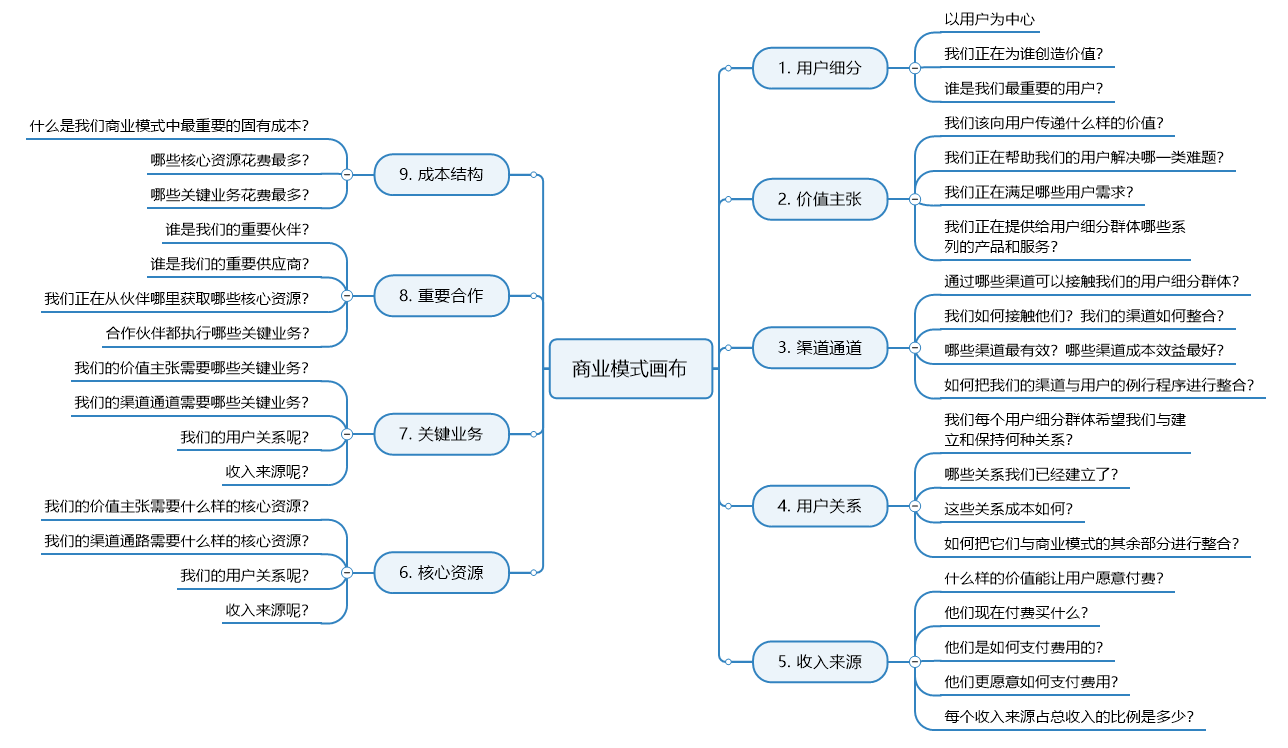 商业模式画布
1. 用户细分
以用户为中心
我们正在为谁创造价值?
谁是我们最重要的用户?
2. 价值主张
我们该向用户传递什么样的价值?
我们正在帮助我们的用户解决哪一类难题?
我们正在满足哪些用户需求?
我们正在提供给用户细分群体哪些系
列的产品和服务?
3. 渠道通道
通过哪些渠道可以接触我们的用户细分群体?
我们如何接触他们? 我们的渠道如何整合?
哪些渠道最有效? 哪些渠道成本效益最好?
如何把我们的渠道与用户的例行程序进行整合?
4. 用户关系
我们每个用户细分群体希望我们与建
立和保持何种关系?
哪些关系我们已经建立了?
这些关系成本如何?
如何把它们与商业模式的其余部分进行整合?
5. 收入来源
什么样的价值能让用户愿意付费?
他们现在付费买什么?
他们是如何支付费用的?
他们更愿意如何支付费用?
每个收入来源占总收入的比例是多少?
6. 核心资源
我们的价值主张需要什么样的核心资源?
我们的渠道通路需要什么样的核心资源?
我们的用户关系呢?
收入来源呢?
7. 关键业务
我们的价值主张需要哪些关键业务?
我们的渠道通道需要哪些关键业务?
我们的用户关系呢?
收入来源呢?
8. 重要合作
谁是我们的重要伙伴?
谁是我们的重要供应商?
我们正在从伙伴哪里获取哪些核心资源?
合作伙伴都执行哪些关键业务?
9. 成本结构
什么是我们商业模式中最重要的固有成本?
哪些核心资源花费最多?
哪些关键业务花费最多?